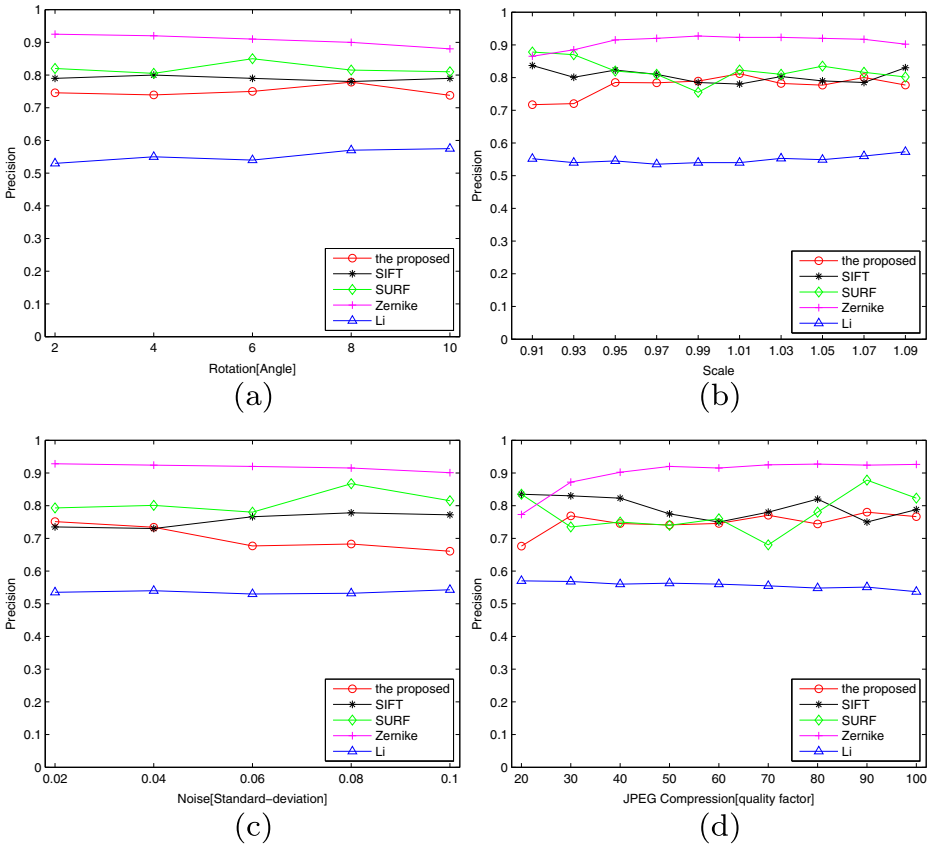 1
0.9
0.8
0.7
0.6
0.5
0.4
0.3
0.2
0.1
0
Precision
the proposed
SIFT
SURF
Zernike
Li
2 4 6 8 10
Rotation[Angle]
(a)
1
0.9
0.8
0.7
0.6
0.5
0.4
0.3
0.2
0.1
0
Precision
the proposed
SIFT
SURF
Zernike
Li
0.91 0.93 0.95 0.97 0.99 1.01 1.03 1.05 1.07 1.09
Scale
(b)
1
0.9
0.8
0.7
0.6
0.5
0.4
0.3
0.2
0.1
0
Precision
the proposed
SIFT
SURF
Zernike
Li
0.02 0.04 0.06 0.08 0.1
Noise[Standard−deviation]
(c)
1
0.9
0.8
0.7
0.6
0.5
0.4
0.3
0.2
0.1
0
Precision
the proposed
SIFT
SURF
Zernike
Li
20 30 40 50 60 70 80 90 100
JPEG Compression[quality factor]
(d)